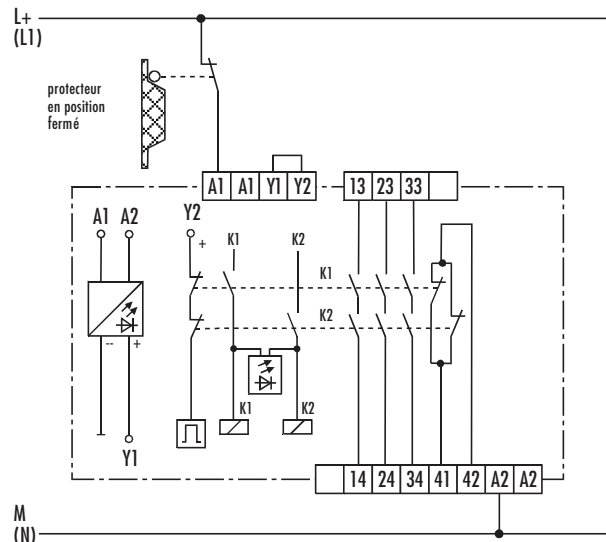 L+
(L1)
protecteur
en position
fermé
A1 A1 Y1 Y2
13 23 33
A1 A2
Y2
+
K1
K2
K1
K2
-- +
K1
K2
Y1
14 24 34 41 42 A2 A2
M
(N)